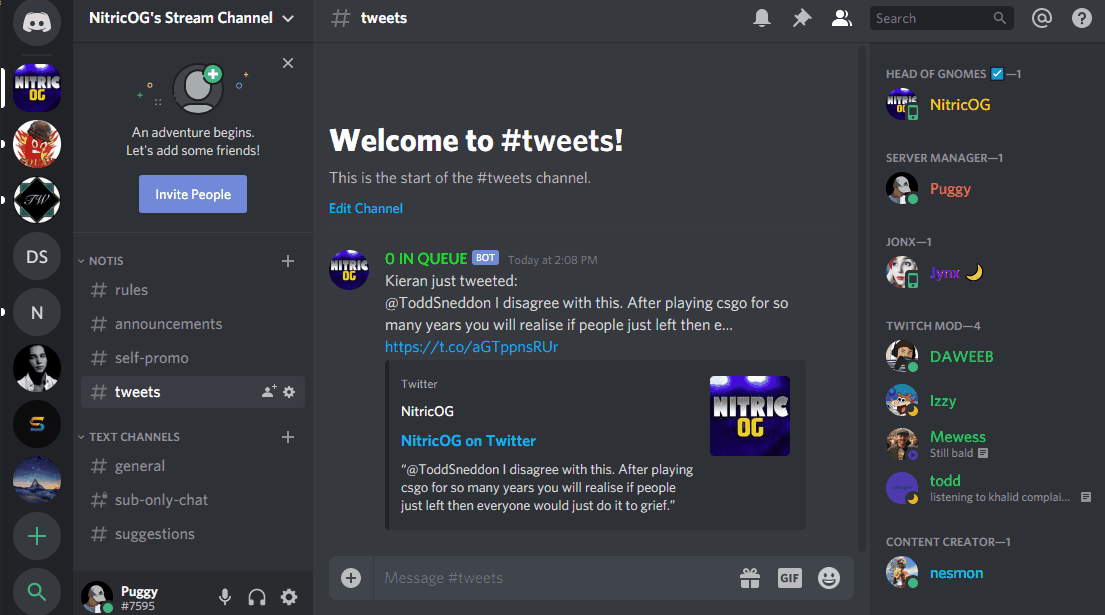 NITRIC
OG
DS
N
NitricOG's Stream Channel
An adventure begins.
Let's add some friends!
Invite People
NOTIS
# rules
# announcements
# self-promo
# tweets
TEXT CHANNELS
# general
# sub-only-chat
# suggestions
Puggy
#7595
# tweets
Search
Welcome to #tweets!
This is the start of the #tweets channel.
Edit Channel
NITRIC
OG
0 IN QUEUE BOT Today at 2:08 PM
Kieran just tweeted:
@ToddSneddon I disagree with this. After playing csgo for so
many years you will realise if people just left then e...
https://t.co/aGTppnsRUr
Twitter
NitricOG
NitricOG on Twitter
“@ToddSneddon I disagree with this. After playing
csgo for so many years you will realise if people
just left then everyone would just do it to grief.”
NITRIC
OG
Message #tweets
GIF
HEAD OF GNOMES ☑—1
NitricOG
SERVER MANAGER—1
Puggy
JONX—1
Jynx 🌙
TWITCH MOD—4
DAWEEB
Izzy
Mewess
Still bald
todd
listening to khalid complai...
CONTENT CREATOR—1
nesmon